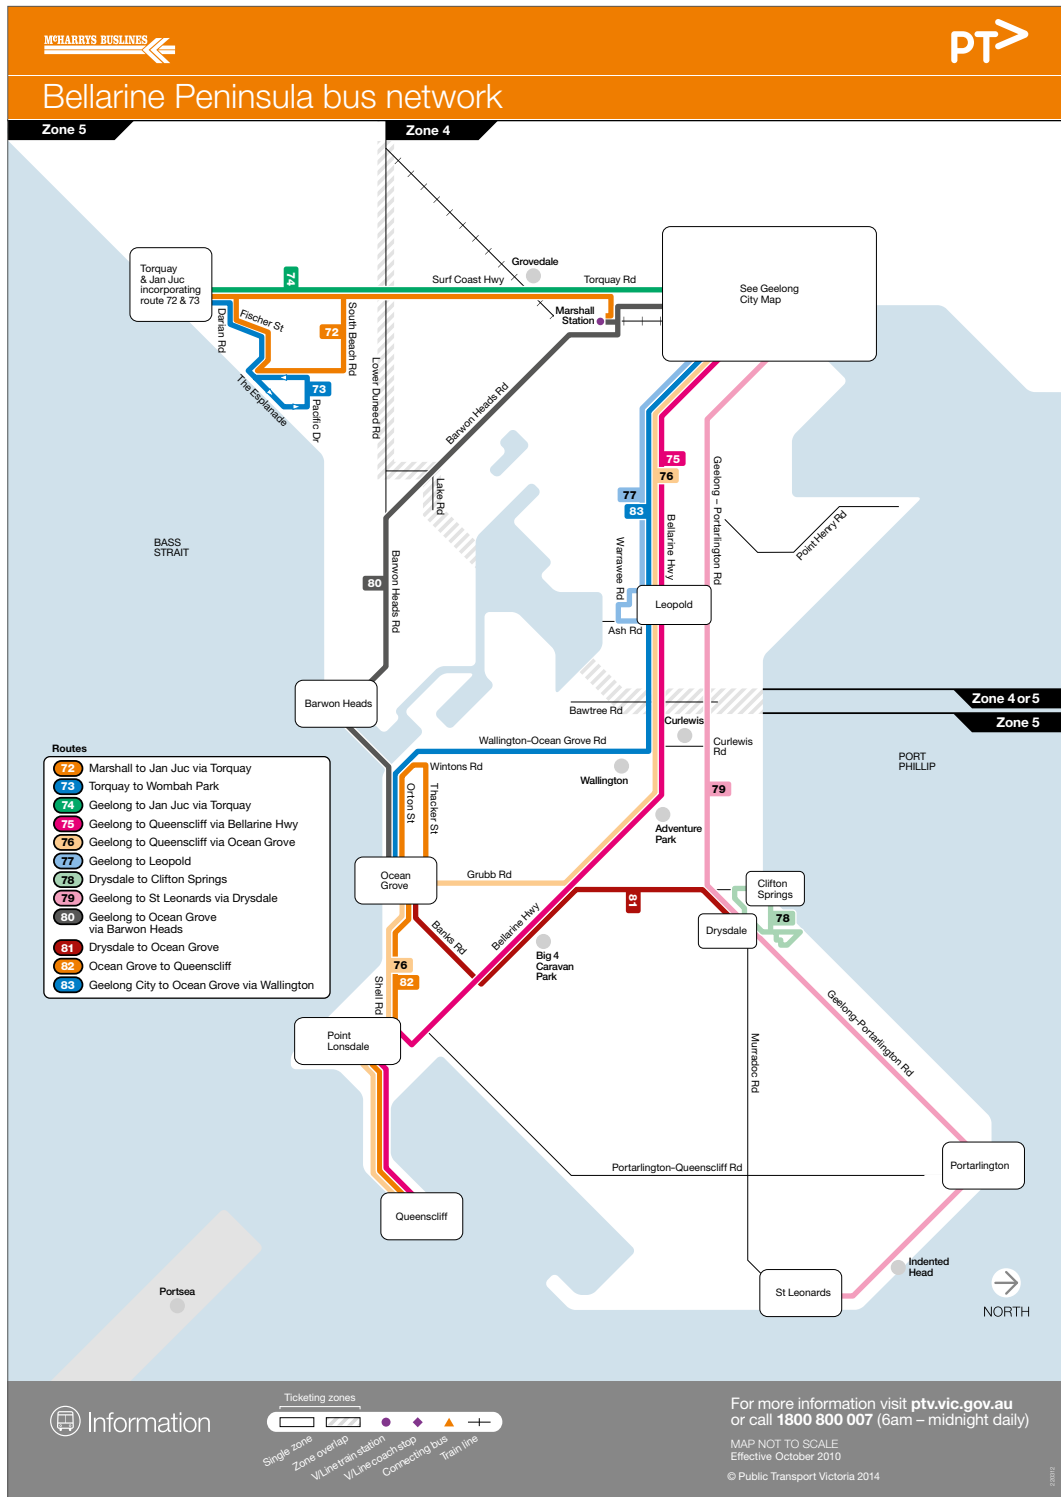 McHARRYS BUSLINES
PT
Bellarine Peninsula bus network
Zone 5
Zone 4
Torquay
& Jan Juc
incorporating
route 72 & 73
74
Surf Coast Hwy
Grovedale
Torquay Rd
See Geelong
City Map
Marshall
Station
Darian Rd
Fischer St
72
South Beach Rd
The Esplanade
73
Pacific Dr
Lower Duneed Rd
Barwon Heads Rd
Lake Rd
75
76
77
83
Geelong – Portarlington Rd
Bellarine Hwy
Warrawee Rd
Point Henry Rd
BASS
STRAIT
80
Barwon Heads Rd
Leopold
Ash Rd
Zone 4 or 5
Zone 5
Barwon Heads
Bawtree Rd
Curlewis
Curlewis
Rd
Wallington–Ocean Grove Rd
Wallington
PORT
PHILLIP
Wintons Rd
Orton St
Thacker St
79
Adventure
Park
Routes
72 Marshall to Jan Juc via Torquay
73 Torquay to Wombah Park
74 Geelong to Jan Juc via Torquay
75 Geelong to Queenscliff via Bellarine Hwy
76 Geelong to Queenscliff via Ocean Grove
77 Geelong to Leopold
78 Drysdale to Clifton Springs
79 Geelong to St Leonards via Drysdale
80 Geelong to Ocean Grove
via Barwon Heads
81 Drysdale to Ocean Grove
82 Ocean Grove to Queenscliff
83 Geelong City to Ocean Grove via Wallington
Ocean
Grove
Grubb Rd
81
Clifton
Springs
78
Drysdale
Banks Rd
Bellarine Hwy
Big 4
Caravan
Park
76
82
Shell Rd
Point
Lonsdale
Geelong–Portarlington Rd
Murradoc Rd
Portarlington-Queenscliff Rd
Portarlington
Queenscliff
Indented
Head
St Leonards
Portsea
NORTH
Information
Ticketing zones
Single zone
Zone overlap
V/Line train station
V/Line coach stop
Connecting bus
Train line
For more information visit ptv.vic.gov.au
or call 1800 800 007 (6am – midnight daily)
MAP NOT TO SCALE
Effective October 2010
© Public Transport Victoria 2014